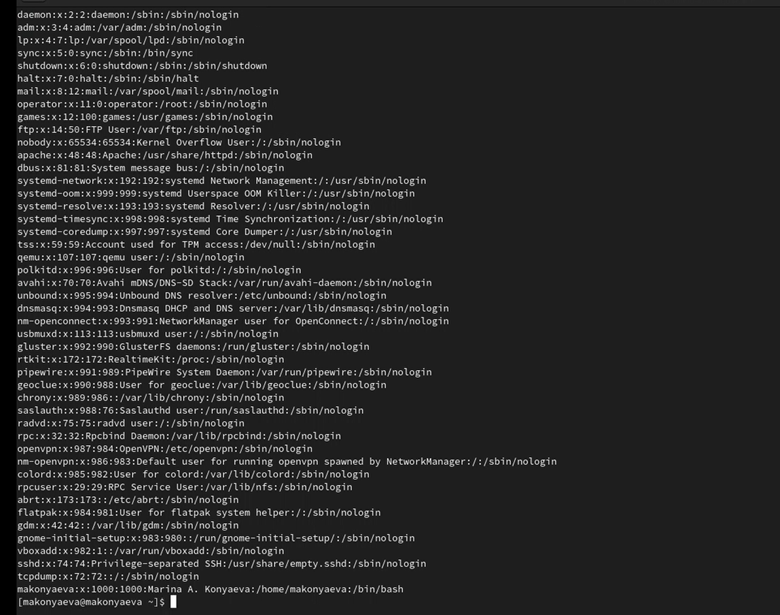 daemon:x:2:2:daemon:/sbin:/sbin/nologin
adm:x:3:4:adm:/var/adm:/sbin/nologin
lp:x:4:7:lp:/var/spool/lpd:/sbin/nologin
sync:x:5:0:sync:/sbin:/bin/sync
shutdown:x:6:0:shutdown:/sbin:/sbin/shutdown
halt:x:7:0:halt:/sbin:/sbin/halt
mail:x:8:12:mail:/var/spool/mail:/sbin/nologin
operator:x:11:0:operator:/root:/sbin/nologin
games:x:12:100:games:/usr/games:/sbin/nologin
ftp:x:14:50:FTP User:/var/ftp:/sbin/nologin
nobody:x:65534:65534:Kernel Overflow User:/:/sbin/nologin
apache:x:48:48:Apache:/usr/share/httpd:/sbin/nologin
dbus:x:81:81:System message bus:/:/sbin/nologin
systemd-network:x:192:192:systemd Network Management:/:/usr/sbin/nologin
systemd-oom:x:999:999:systemd Userspace OOM Killer:/:/usr/sbin/nologin
systemd-resolve:x:193:193:systemd Resolver:/:/usr/sbin/nologin
systemd-timesync:x:998:998:systemd Time Synchronization:/:/usr/sbin/nologin
systemd-coredump:x:997:997:systemd Core Dumper:/:/usr/sbin/nologin
tss:x:59:59:Account used for TPM access:/dev/null:/sbin/nologin
qemu:x:107:107:qemu user:/:/sbin/nologin
polkitd:x:996:996:User for polkitd:/:/sbin/nologin
avahi:x:70:70:Avahi mDNS/DNS-SD Stack:/var/run/avahi-daemon:/sbin/nologin
unbound:x:995:994:Unbound DNS resolver:/etc/unbound:/sbin/nologin
dnsmasq:x:994:993:Dnsmasq DHCP and DNS server:/var/lib/dnsmasq:/sbin/nologin
nm-openconnect:x:993:991:NetworkManager user for OpenConnect:/:/sbin/nologin
usbmuxd:x:113:113:usbmuxd user:/:/sbin/nologin
gluster:x:992:990:GlusterFS daemons:/run/gluster:/sbin/nologin
rtkit:x:172:172:RealtimeKit:/proc:/sbin/nologin
pipewire:x:991:989:PipeWire System Daemon:/var/run/pipewire:/sbin/nologin
geoclue:x:990:988:User for geoclue:/var/lib/geoclue:/sbin/nologin
chrony:x:989:986::/var/lib/chrony:/sbin/nologin
saslauth:x:988:76:Saslauthd user:/run/saslauthd:/sbin/nologin
radvd:x:75:75:radvd user:/:/sbin/nologin
rpc:x:32:32:Rpcbind Daemon:/var/lib/rpcbind:/sbin/nologin
openvpn:x:987:984:OpenVPN:/etc/openvpn:/sbin/nologin
nm-openvpn:x:986:983:Default user for running openvpn spawned by NetworkManager:/:/sbin/nologin
colord:x:985:982:User for colord:/var/lib/colord:/sbin/nologin
rpcuser:x:29:29:RPC Service User:/var/lib/nfs:/sbin/nologin
abrt:x:173:173::/etc/abrt:/sbin/nologin
flatpak:x:984:981:User for flatpak system helper:/:/sbin/nologin
gdm:x:42:42::/var/lib/gdm:/sbin/nologin
gnome-initial-setup:x:983:980::/run/gnome-initial-setup/:/sbin/nologin
vboxadd:x:982:1::/var/run/vboxadd:/sbin/nologin
sshd:x:74:74:Privilege-separated SSH:/usr/share/empty.sshd:/sbin/nologin
tcpdump:x:72:72::/:/sbin/nologin
makonyaeva:x:1000:1000:Marina A. Konyaeva:/home/makonyaeva:/bin/bash
[makonyaeva@makonyaeva ~]$